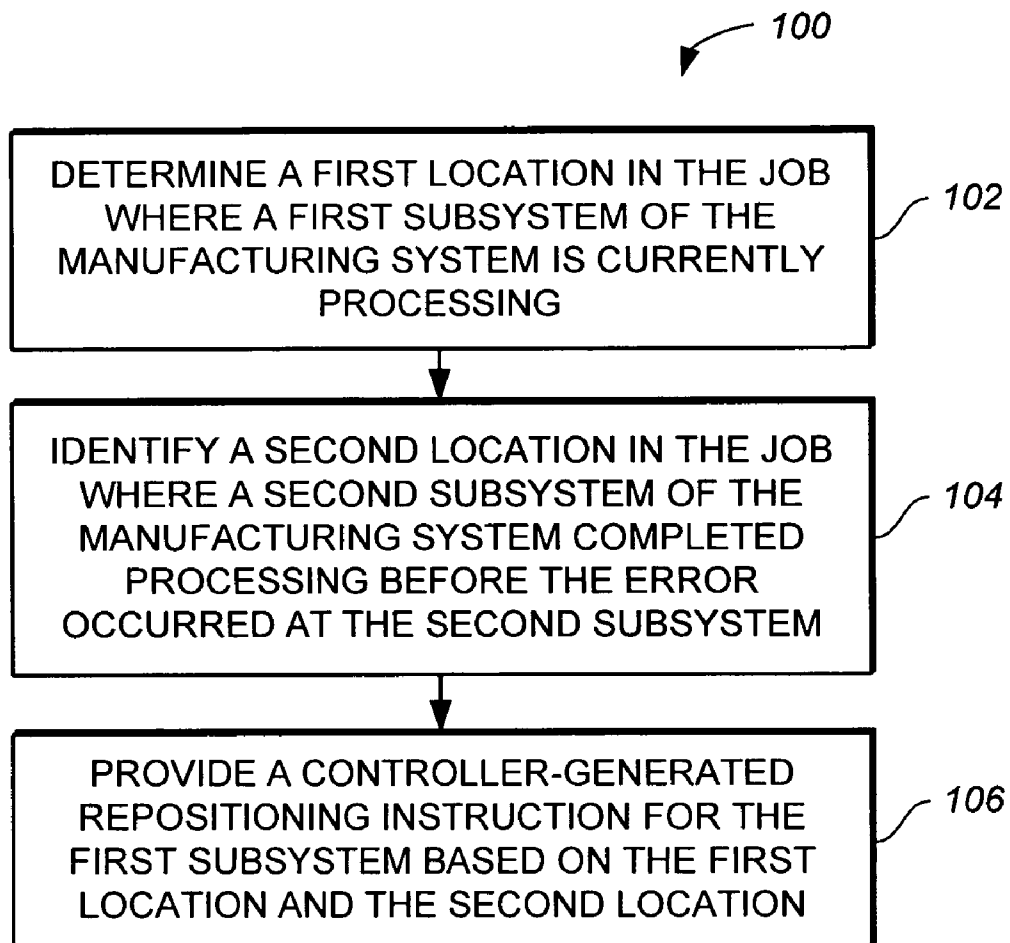 100
DETERMINE A FIRST LOCATION IN THE JOB
WHERE A FIRST SUBSYSTEM OF THE
MANUFACTURING SYSTEM IS CURRENTLY
PROCESSING
102
IDENTIFY A SECOND LOCATION IN THE JOB
WHERE A SECOND SUBSYSTEM OF THE
MANUFACTURING SYSTEM COMPLETED
PROCESSING BEFORE THE ERROR
OCCURRED AT THE SECOND SUBSYSTEM
104
PROVIDE A CONTROLLER-GENERATED
REPOSITIONING INSTRUCTION FOR THE
FIRST SUBSYSTEM BASED ON THE FIRST
LOCATION AND THE SECOND LOCATION
106